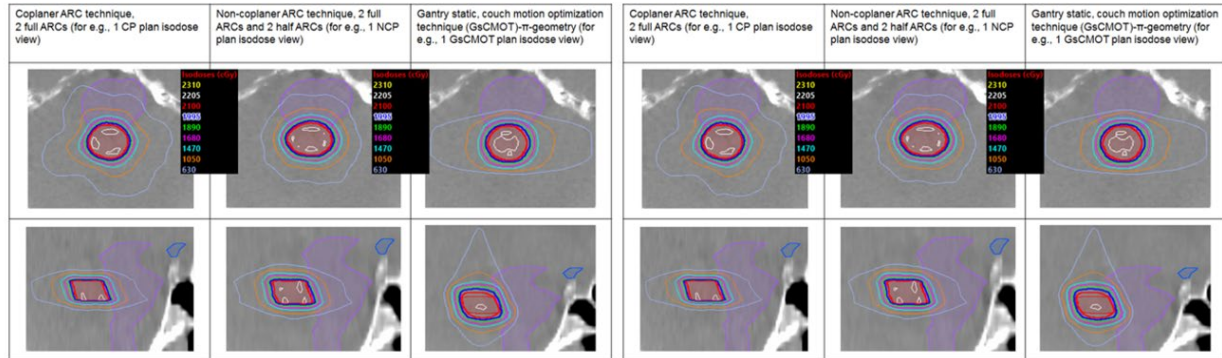 Coplaner ARC technique,
2 full ARCs (for e.g., 1 CP plan isodose
view)
Non-coplaner ARC technique, 2 full
ARCs and 2 half ARCs (for e.g., 1 NCP
plan isodose view)
Gantry static, couch motion optimization
technique (GsCMOT)-π-geometry (for
e.g., 1 GsCMOT plan isodose view)
Isodoses (cGy)
2310
2205
2100
1995
1890
1680
1470
1050
630
Isodoses (cGy)
2310
2205
2100
1995
1890
1680
1470
1050
630
Coplaner ARC technique,
2 full ARCs (for e.g., 1 CP plan isodose
view)
Non-coplaner ARC technique, 2 full
ARCs and 2 half ARCs (for e.g., 1 NCP
plan isodose view)
Gantry static, couch motion optimization
technique (GsCMOT)-π-geometry (for
e.g., 1 GsCMOT plan isodose view)
Isodoses (cGy)
2310
2205
2100
1995
1890
1680
1470
1050
630
Isodoses (cGy)
2310
2205
2100
1995
1890
1680
1470
1050
630